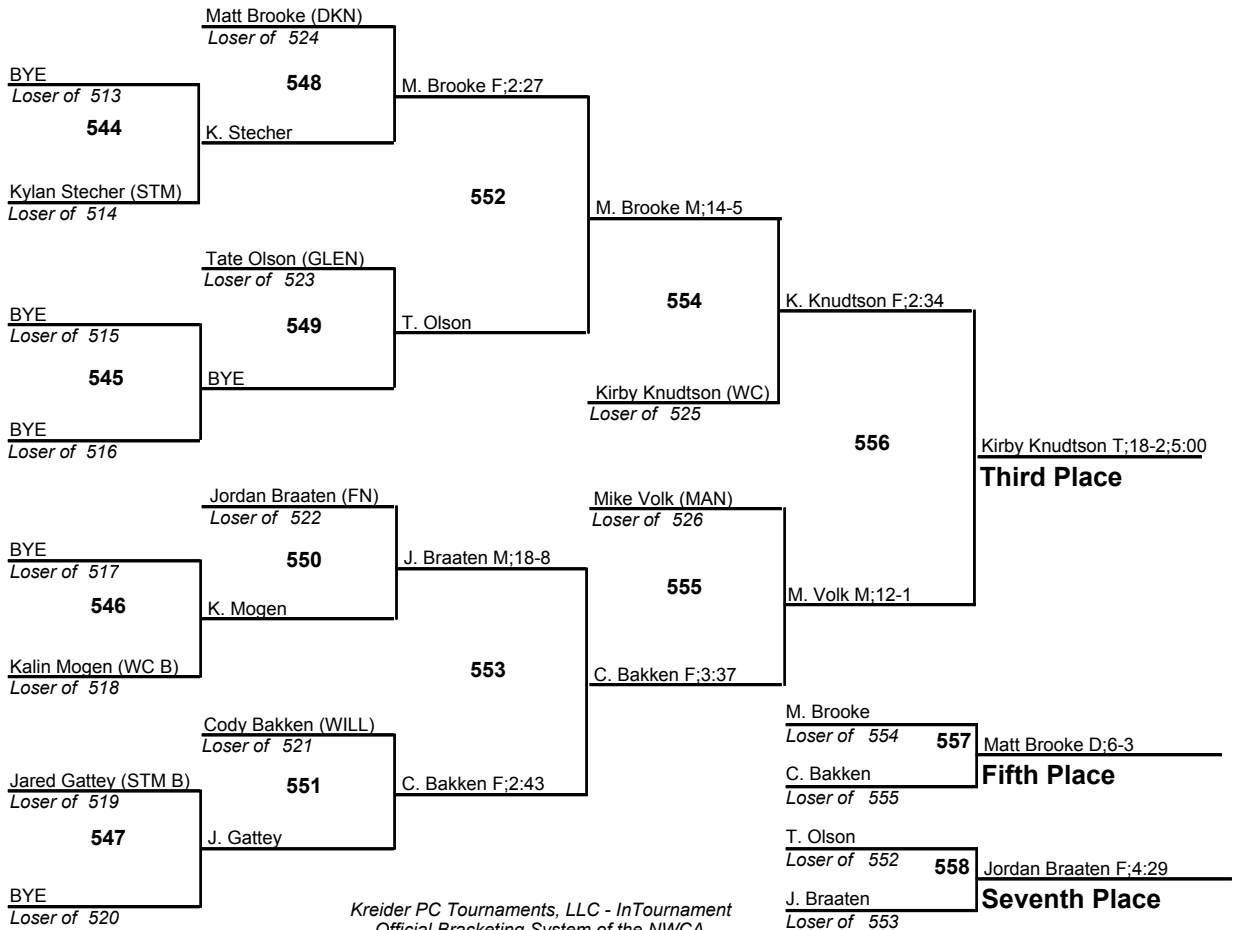 Matt Brooke (DKN)
Loser of 524
BYE
Loser of 513
548
M. Brooke F;2:27
544
K. Stecher
Kylan Stecher (STM)
Loser of 514
552
M. Brooke M;14-5
Tate Olson (GLEN)
Loser of 523
554
K. Knudtson F;2:34
BYE
Loser of 515
549
T. Olson
545
BYE
Kirby Knudtson (WC)
Loser of 525
BYE
Loser of 516
556
Kirby Knudtson T;18-2;5:00
Third Place
Jordan Braaten (FN)
Loser of 522
Mike Volk (MAN)
Loser of 526
BYE
Loser of 517
550
J. Braaten M;18-8
555
546
K. Mogen
M. Volk M;12-1
Kalin Mogen (WC B)
Loser of 518
553
C. Bakken F;3:37
Cody Bakken (WILL)
Loser of 521
M. Brooke
Loser of 554
557
Matt Brooke D;6-3
Fifth Place
C. Bakken
Loser of 555
Jared Gattey (STM B)
Loser of 519
551
C. Bakken F;2:43
547
J. Gattey
T. Olson
Loser of 552
558
Jordan Braaten F;4:29
Seventh Place
J. Braaten
Loser of 553
BYE
Loser of 520
Kreider PC Tournaments, LLC - InTournament
Official Bracketing System of the NWCA